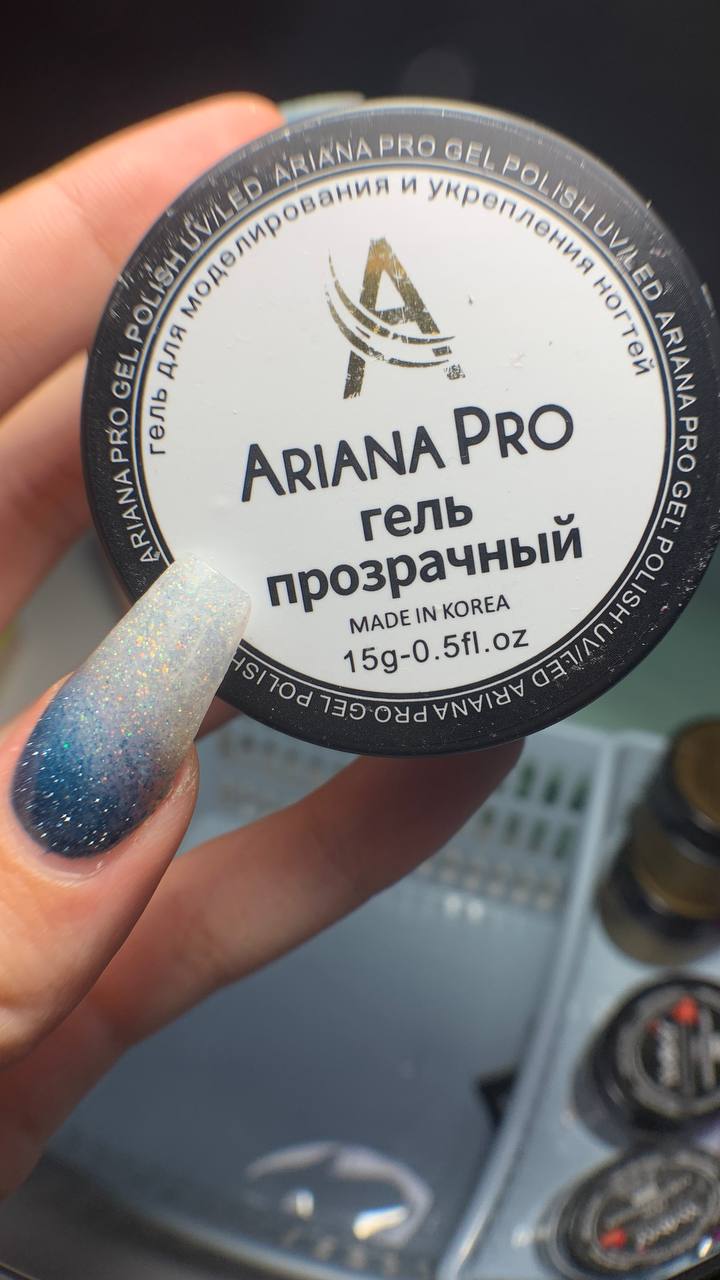 ARIANA PRO GEL POLISH UV/LED ARIANA PRO GEL POLISH UV/LED ARIANA PRO GEL POLISH UV/LED ARIANA PRO GEL POLISH
гель для моделирования и укрепления ногтей
ARIANA PRO
гель
прозрачный
MADE IN KOREA
15g-0.5fl.oz